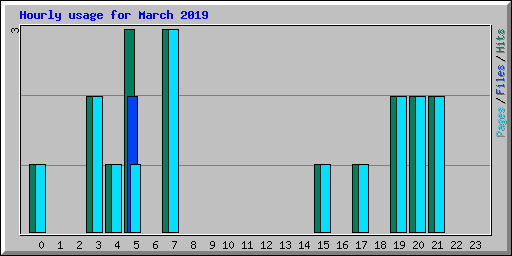 Hourly usage for March 2019
3
Pages/Files/Hits
0 1 2 3 4 5 6 7 8 9 10 11 12 13 14 15 16 17 18 19 20 21 22 23